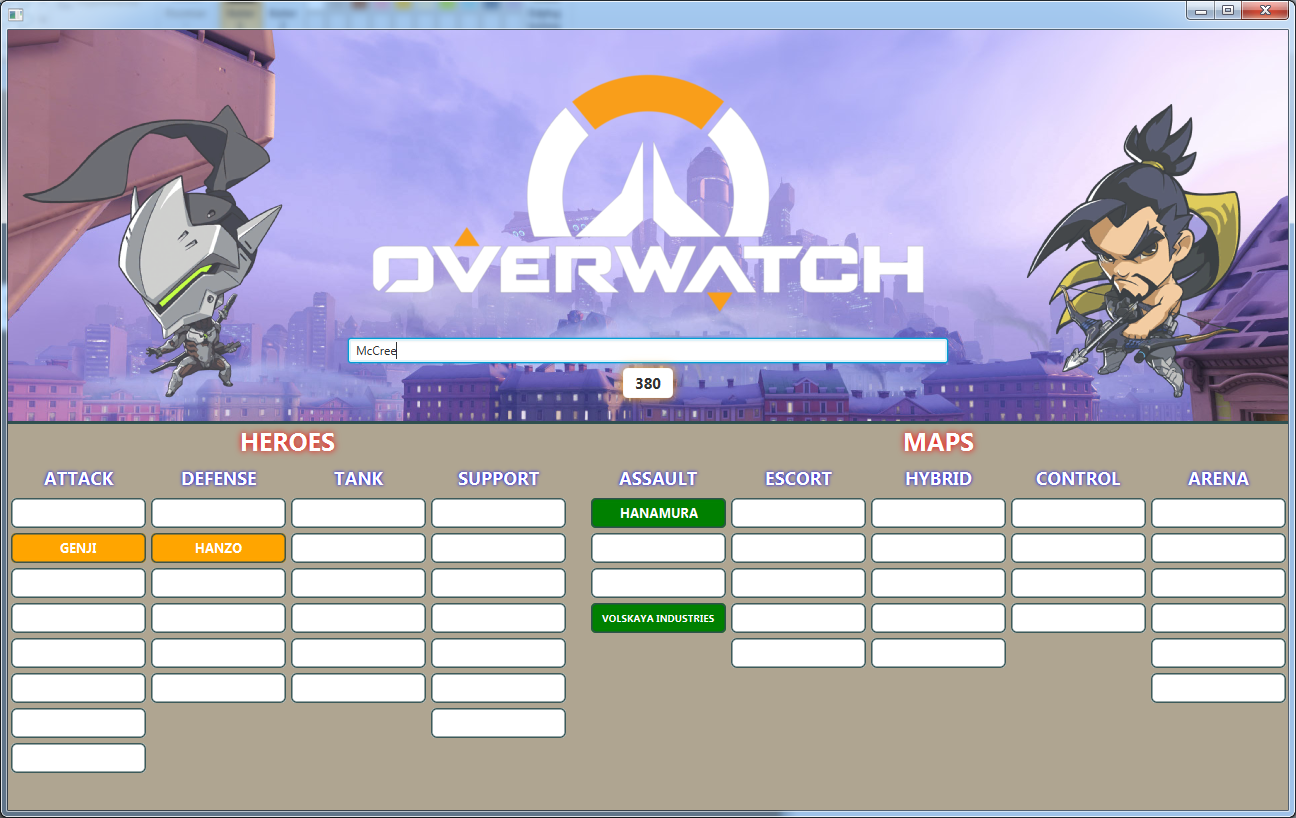 OVERWATCH
McCree
380
HEROES
MAPS
ATTACK DEFENSE TANK SUPPORT ASSAULT ESCORT HYBRID CONTROL ARENA
HANAMURA
GENJI HANZO
VOLSKAYA INDUSTRIES